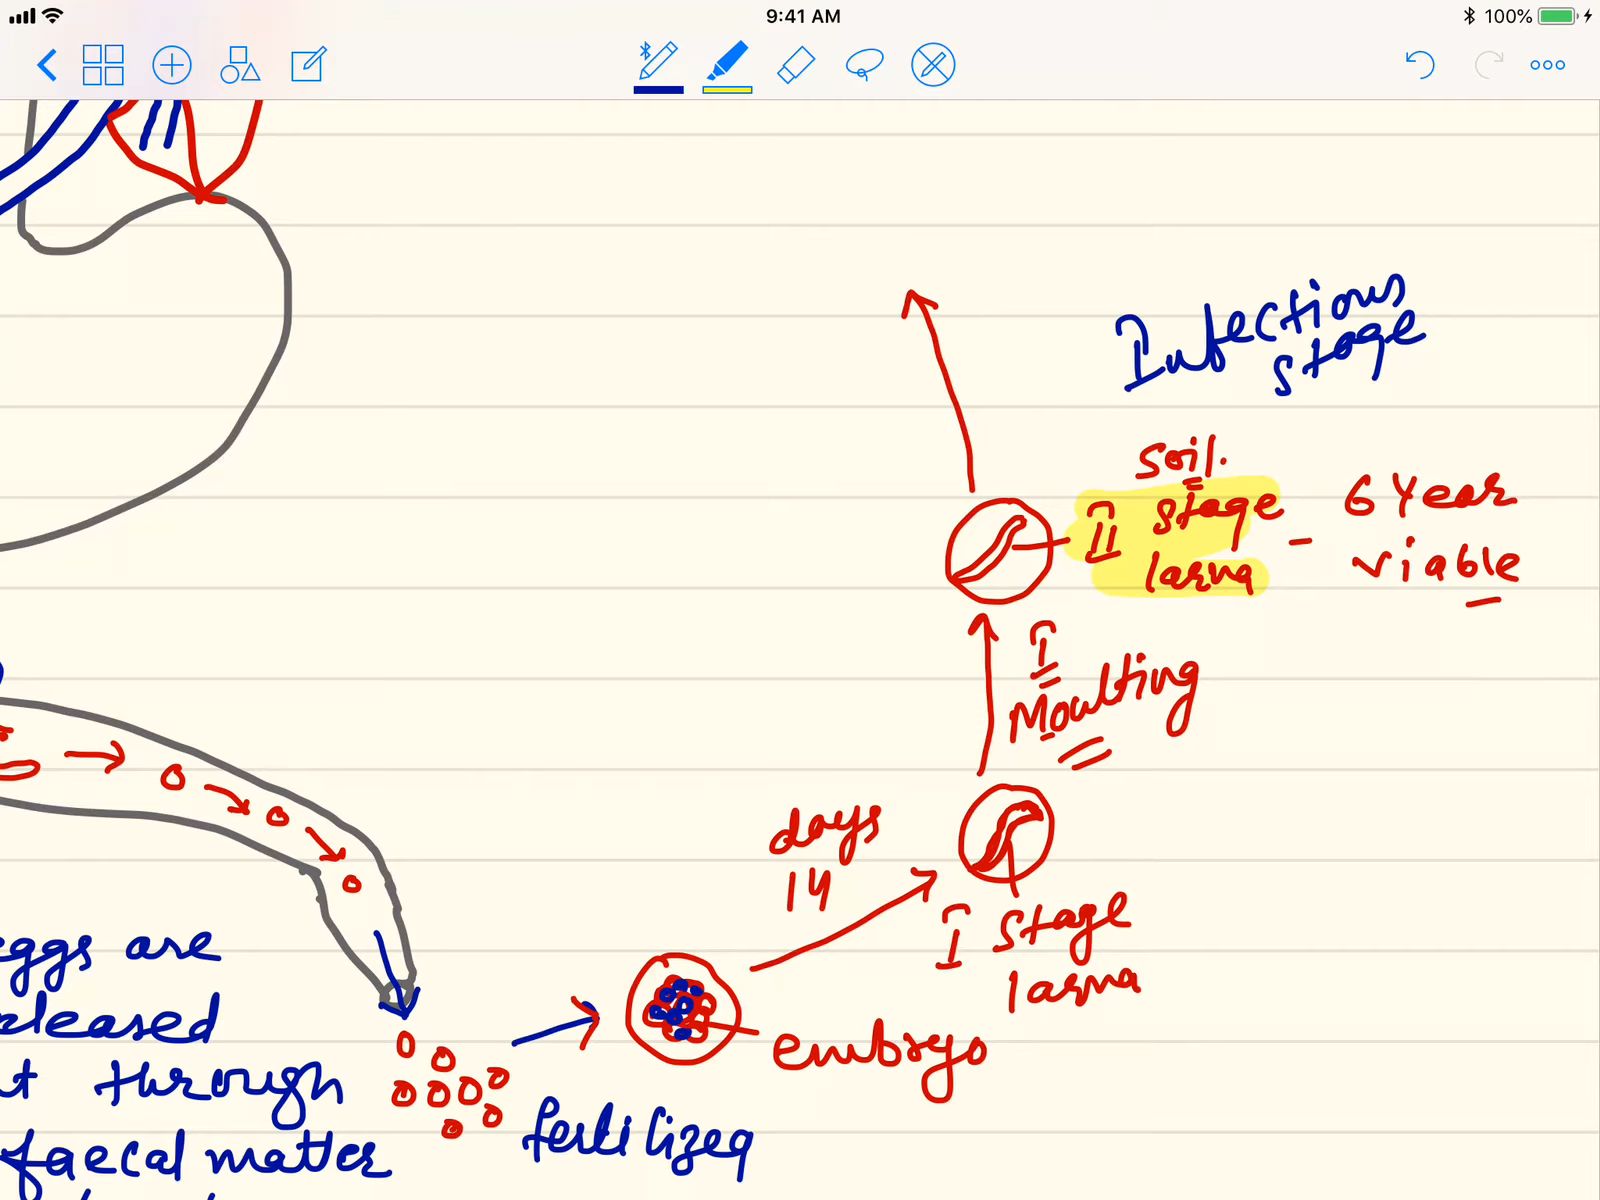 9:41 AM
100%
Infectious
stage
Soil.
II stage
larva
- 6 Year
viable
I
Moulting
days
14
I stage
larva
embryo
eggs are
released
through
faecal matter
fertilized